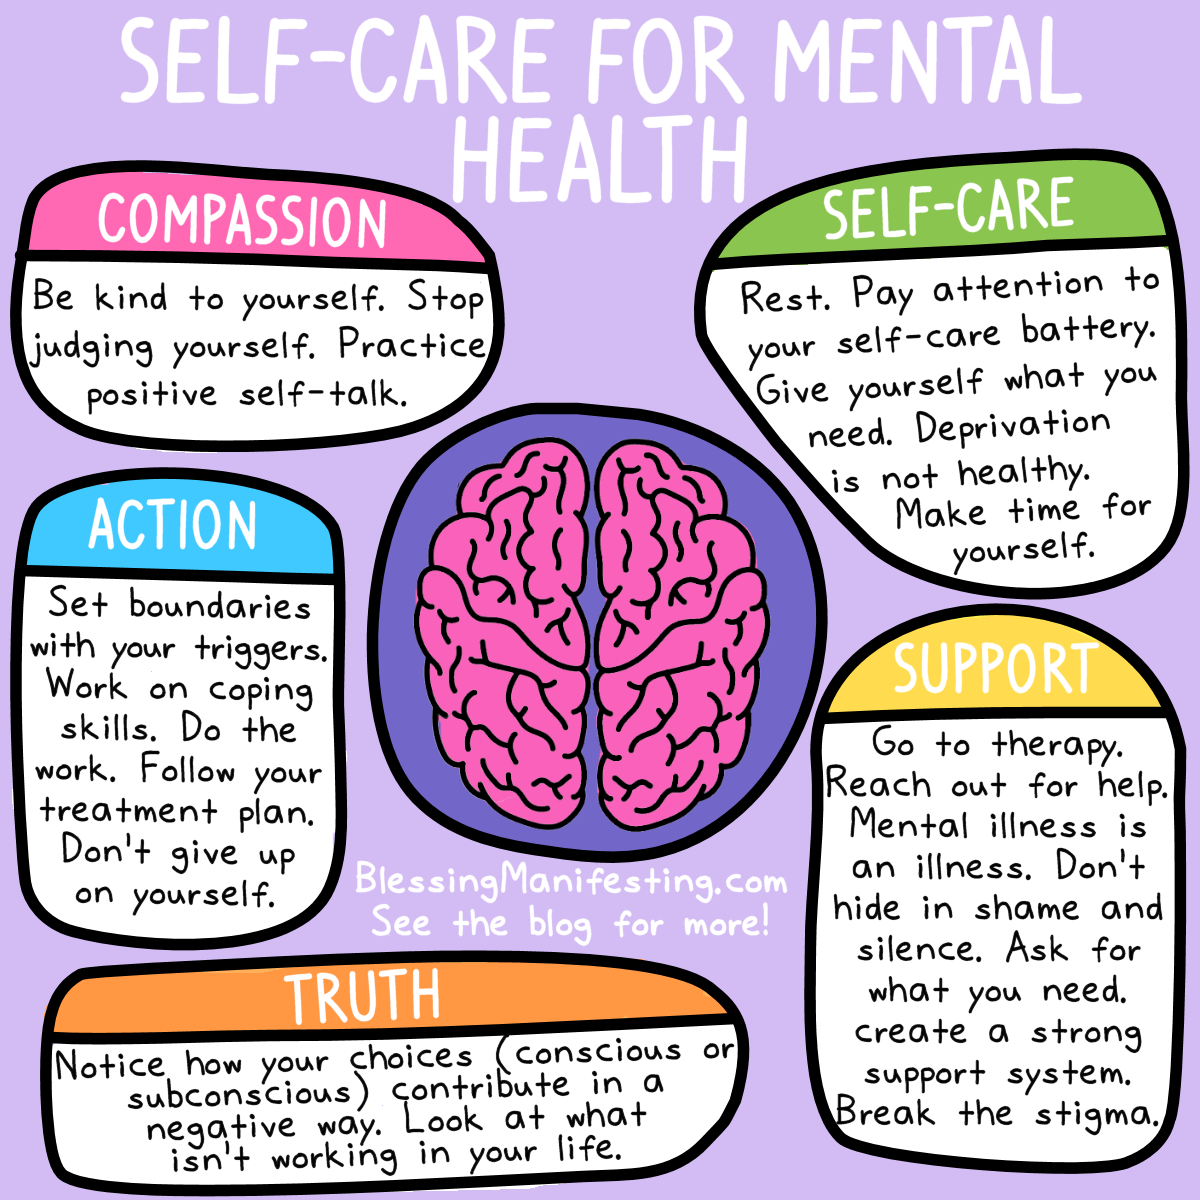 SELF-CARE FOR MENTAL
HEALTH
COMPASSION
Be kind to yourself. Stop
judging yourself. Practice
positive self-talk.
SELF-CARE
Rest. Pay attention to
your self-care battery.
Give yourself what you
need. Deprivation
is not healthy.
Make time for
yourself.
ACTION
Set boundaries
with your triggers.
Work on coping
skills. Do the
work. Follow your
treatment plan.
Don't give up
on yourself.
SUPPORT
Go to therapy.
Reach out for help.
Mental illness is
an illness. Don't
hide in shame and
silence. Ask for
what you need.
create a strong
support system.
Break the stigma.
BlessingManifesting.com
See the blog for more!
TRUTH
Notice how your choices (conscious or
subconscious) contribute in a
negative way. Look at what
isn't working in your life.